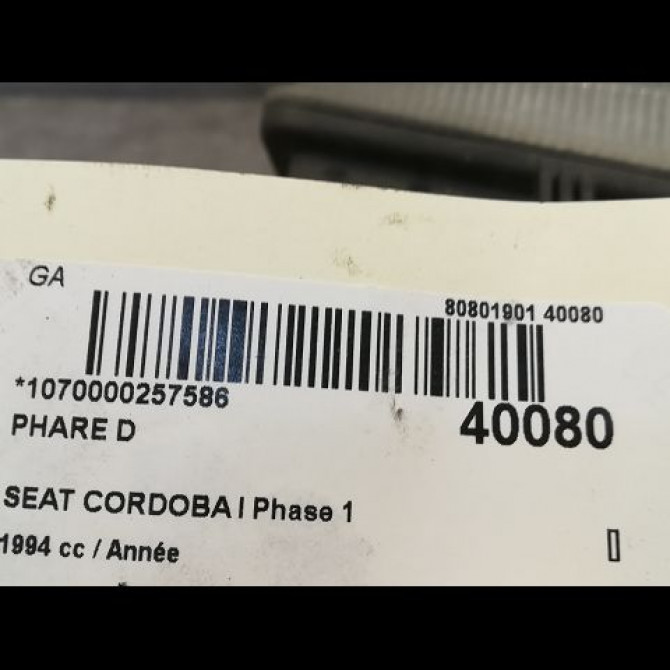 GA
80801901 40080
*1070000257586
40080
PHARE D
SEAT CORDOBA I Phase 1
1994 cc / Année